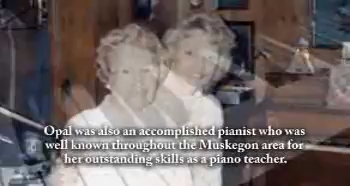 Opal was also an accomplished pianist who was
well known throughout the Muskegon area for
her outstanding skills as a piano teacher.